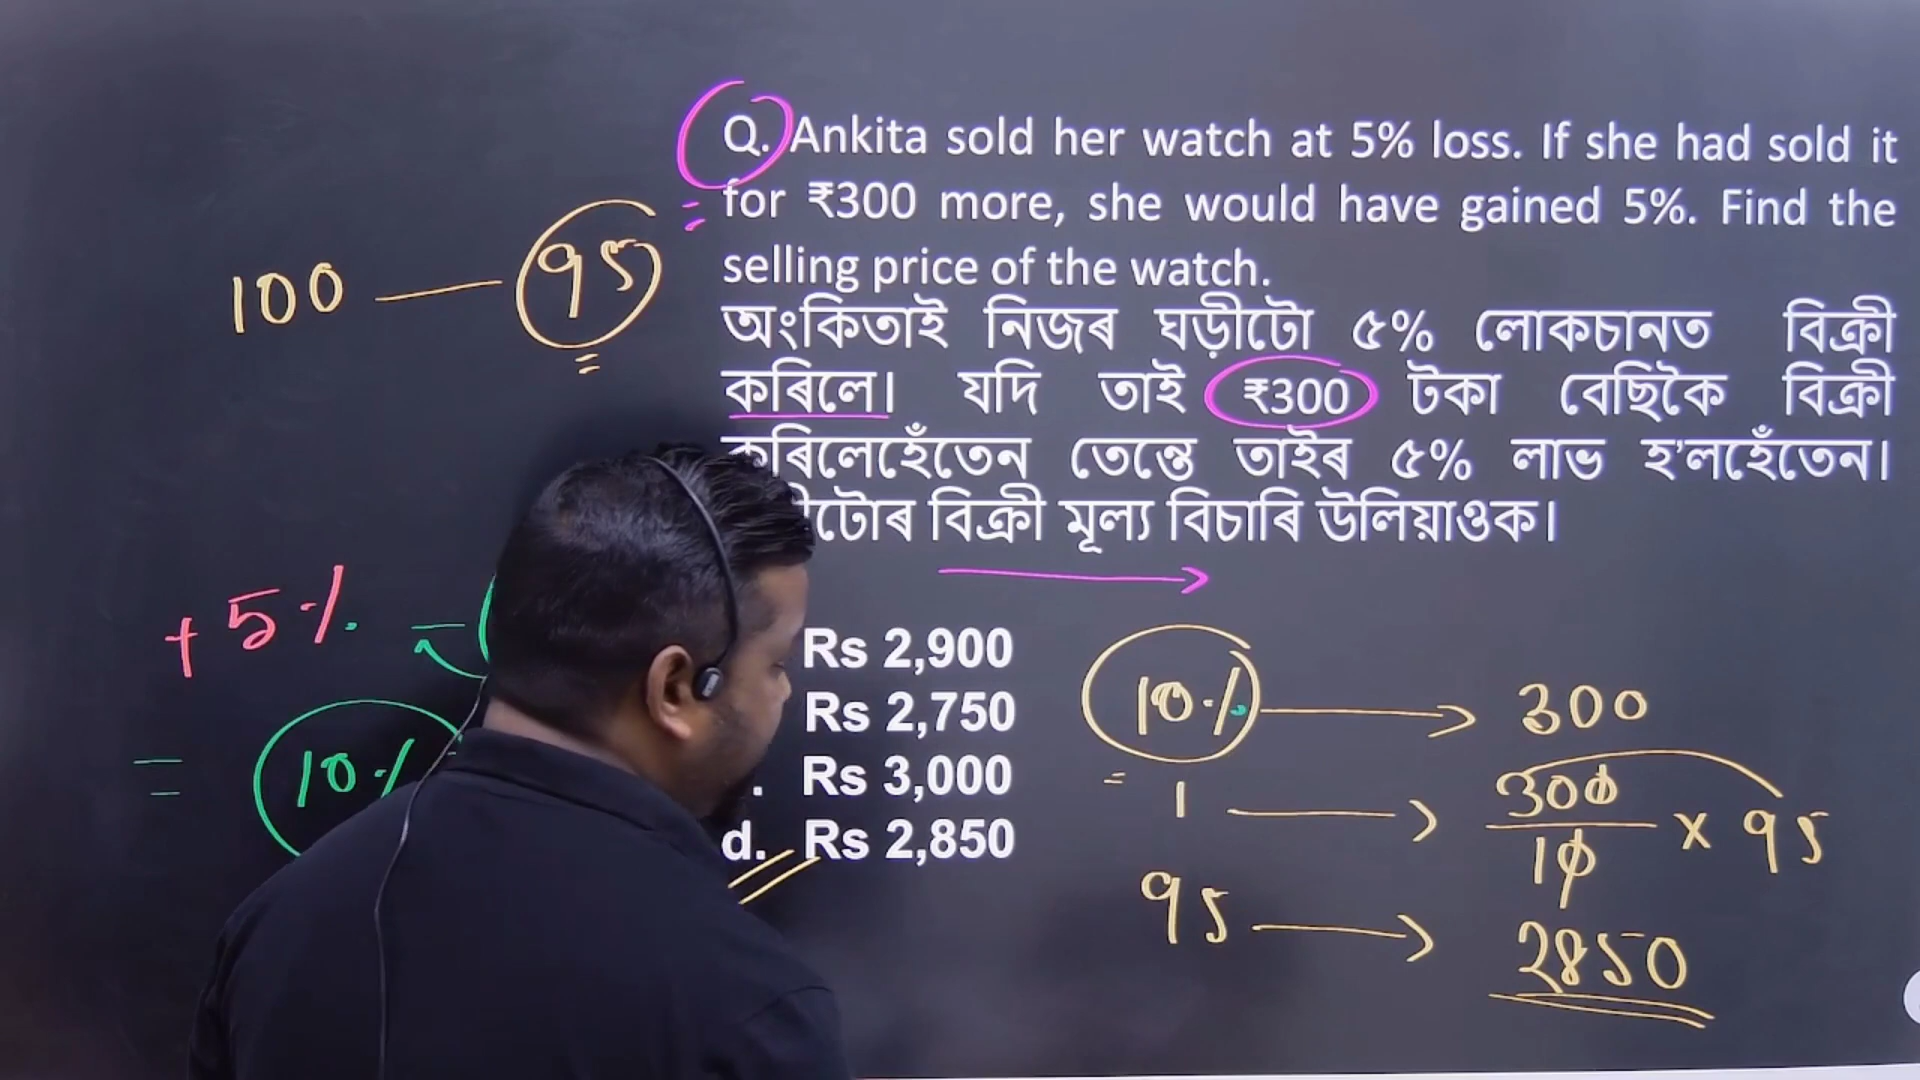 Q. Ankita sold her watch at 5% loss. If she had sold it
for ₹300 more, she would have gained 5%. Find the
selling price of the watch.
অংকিতাই নিজৰ ঘড়ীটো ৫% লোকচানত বিক্ৰী
কৰিলে। যদি তাই ₹300 টকা বেছিকৈ বিক্ৰী
কৰিলেহেঁতেন তেন্তে তাইৰ ৫% লাভ হ'লহেঁতেন।
বিক্ৰী মূল্য বিচাৰি উলিয়াওক।
Rs 2,900
Rs 2,750
Rs 3,000
d. Rs 2,850
100 — 95
+ 5% –
= 10%
10% → 300
= 1 → 300/10 x 95
95 → 2850